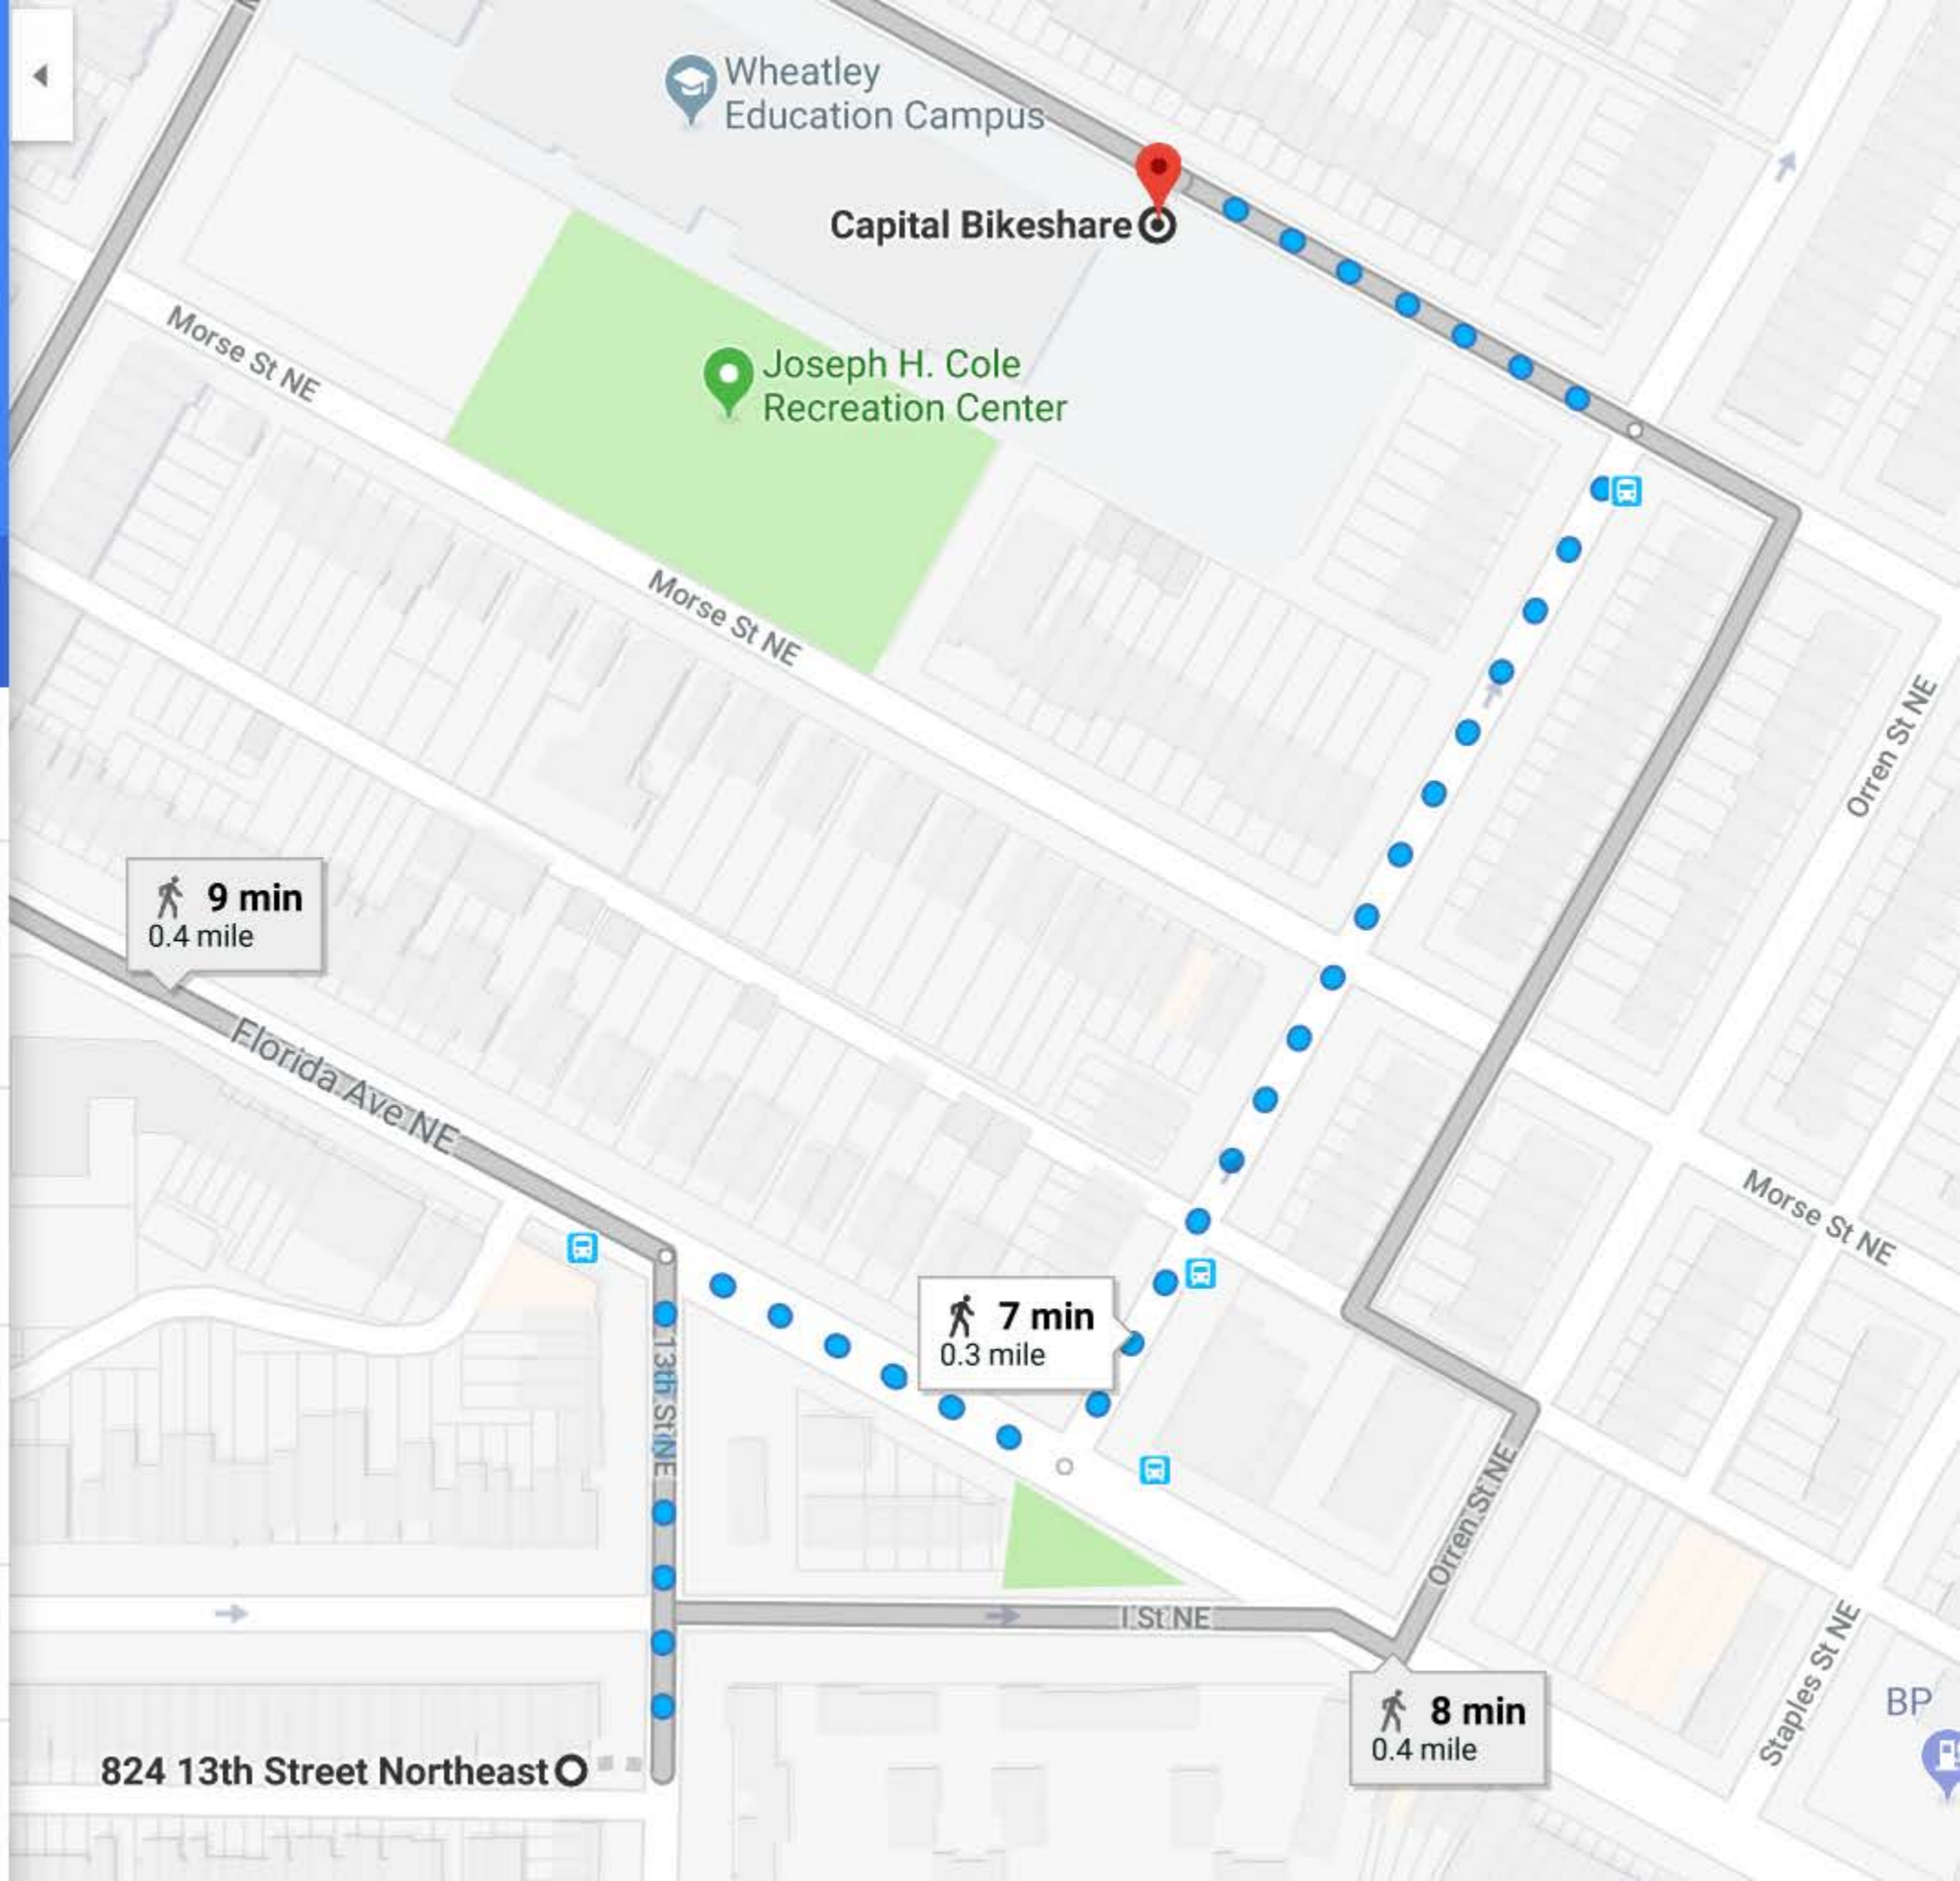 Wheatley
Education Campus
Capital Bikeshare
Morse St NE
Joseph H. Cole
Recreation Center
Morse St NE
Orren St NE
9 min
0.4 mile
Florida Ave NE
Morse St NE
7 min
0.3 mile
13th St NE
Orren St NE
I St NE
Staples St NE
BP
8 min
0.4 mile
824 13th Street Northeast